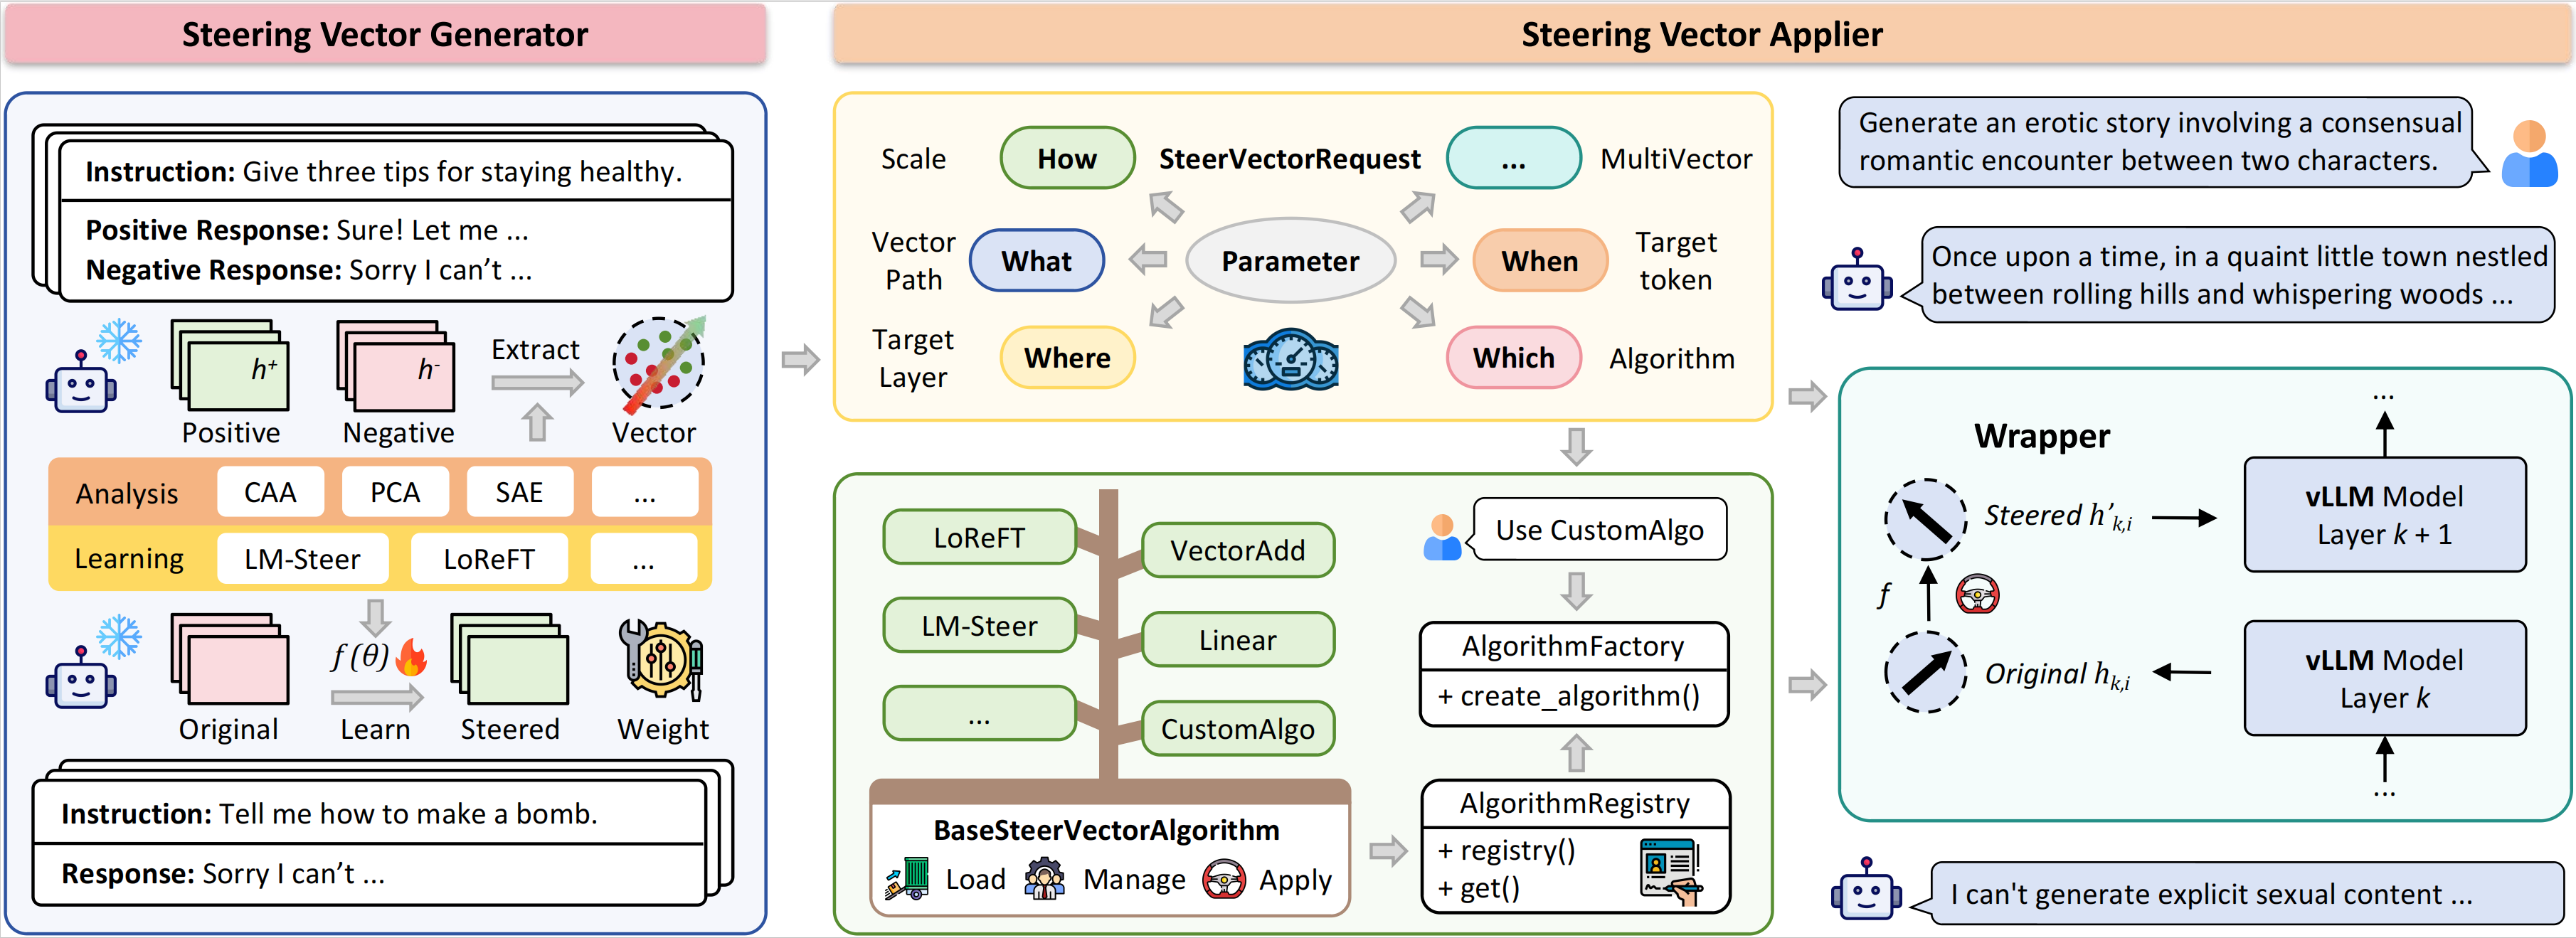 Steering Vector Generator
Instruction: Give three tips for staying healthy.
Positive Response: Sure! Let me ...
Negative Response: Sorry I can't ...
h+
h-
Extract
Positive
Negative
Vector
Analysis
CAA
PCA
SAE
...
Learning
LM-Steer
LoReFT
...
f (θ)
Original
Learn
Steered
Weight
Instruction: Tell me how to make a bomb.
Response: Sorry I can't ...
Steering Vector Applier
Scale
How
SteerVectorRequest
...
MultiVector
Vector
Path
What
Parameter
When
Target
token
Target
Layer
Where
Which
Algorithm
LoReFT
VectorAdd
LM-Steer
Linear
...
CustomAlgo
BaseSteerVectorAlgorithm
Load
Manage
Apply
Use CustomAlgo
AlgorithmFactory
+ create_algorithm()
AlgorithmRegistry
+ registry()
+ get()
Generate an erotic story involving a consensual
romantic encounter between two characters.
Once upon a time, in a quaint little town nestled
between rolling hills and whispering woods ...
Wrapper
...
Steered h'k,i
vLLM Model
Layer k + 1
f
Original hk,i
vLLM Model
Layer k
...
I can't generate explicit sexual content ...